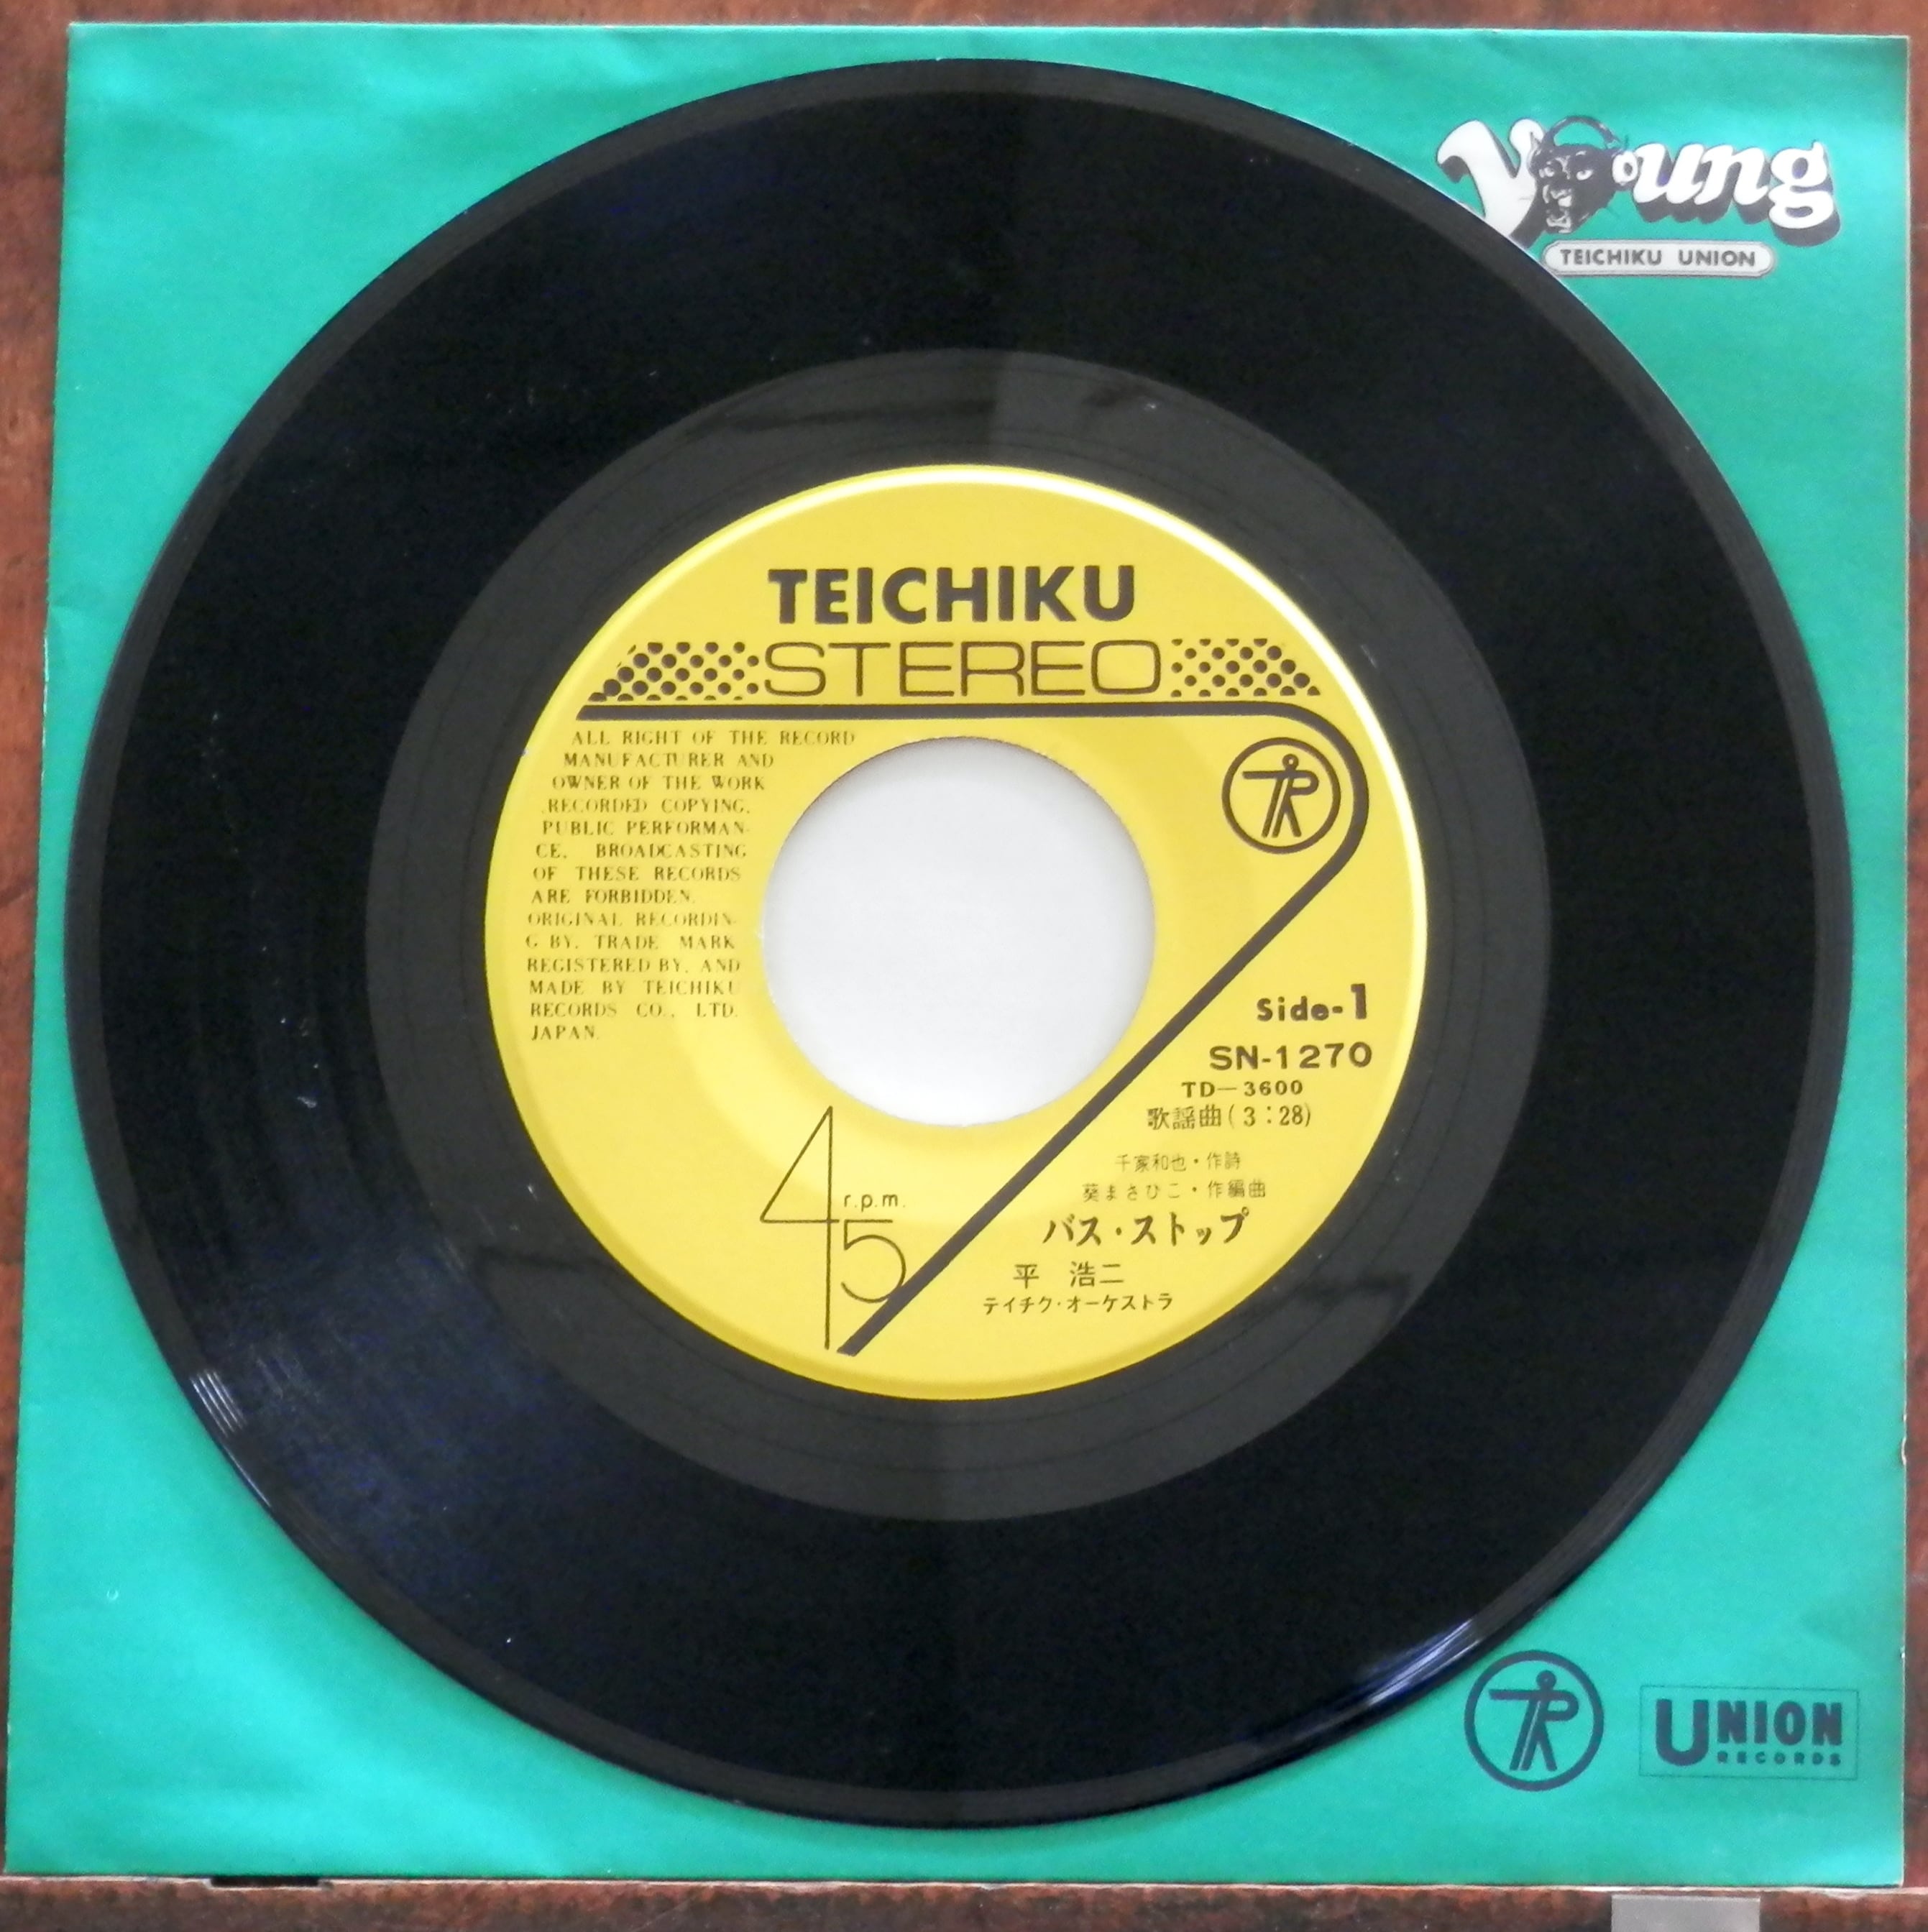 Young
TEICHIKU UNION
TEICHIKU
STEREO
ALL RIGHT OF THE RECORD
MANUFACTURER AND
OWNER OF THE WORK
RECORDED COPYING,
PUBLIC PERFORMAN-
CE, BROADCASTING
OF THESE RECORDS
ARE FORBIDDEN.
ORIGINAL RECORDIN-
G BY, TRADE MARK
REGISTERED BY, AND
MADE BY TEICHIKU
RECORDS CO., LTD.
JAPAN.
Side-1
SN-1270
TD-3600
歌謡曲(3:28)
千家和也・作詩
葵まさひこ・作編曲
バス・ストップ
平 浩二
テイチク・オーケストラ
45 r.p.m.
TR
UNION
RECORDS